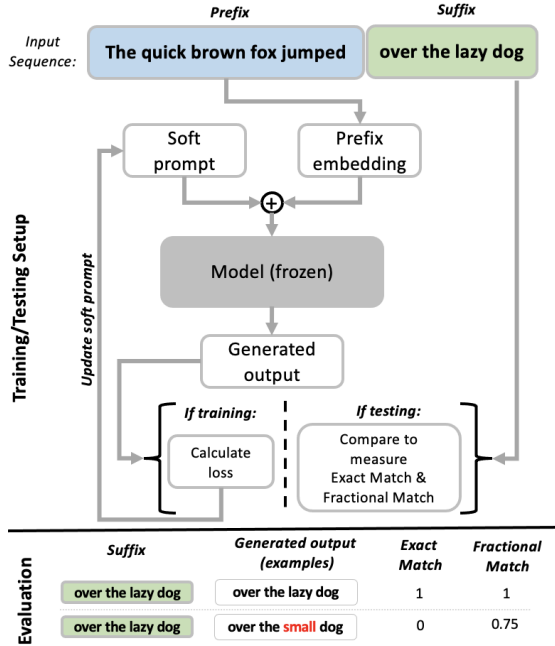 Prefix
Suffix
Input
Sequence:
The quick brown fox jumped
over the lazy dog
Soft
prompt
Prefix
embedding
+
Training/Testing Setup
Update soft prompt
Model (frozen)
Generated
output
If training:
If testing:
Calculate
loss
Compare to
measure
Exact Match &
Fractional Match
Evaluation
Suffix
Generated output
(examples)
Exact
Match
Fractional
Match
over the lazy dog
over the lazy dog
1
1
over the lazy dog
over the small dog
0
0.75